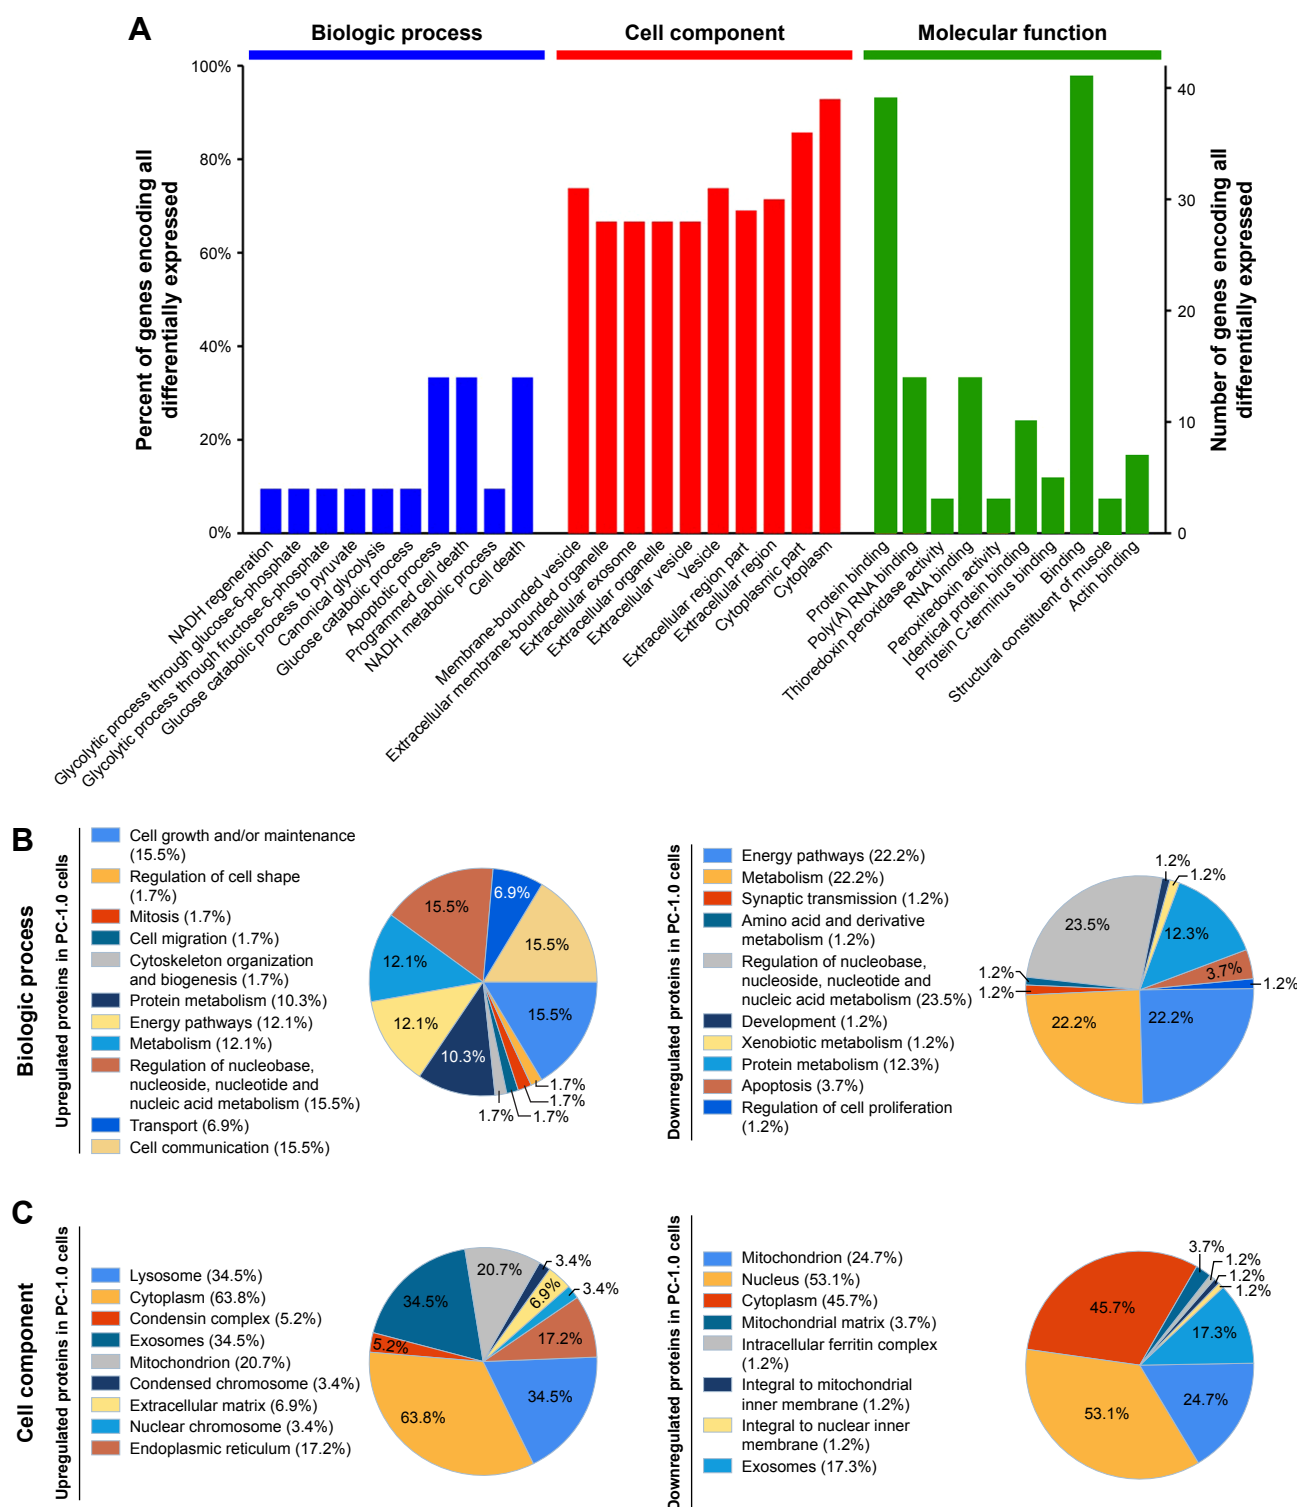 A
Biologic process
Cell component
Molecular function
Percent of genes encoding all
differentially expressed
100%
80%
60%
40%
20%
0%
40
30
20
10
0
Number of genes encoding all
differentially expressed
NADH regeneration
Glycolytic process through glucose-6-phosphate
Glycolytic process through fructose-6-phosphate
Glucose catabolic process to pyruvate
Canonical glycolysis
Glucose catabolic process
Apoptotic process
Programmed cell death
NADH metabolic process
Cell death
Membrane-bounded vesicle
Extracellular membrane-bounded organelle
Extracellular exosome
Extracellular organelle
Extracellular vesicle
Vesicle
Extracellular region part
Extracellular region
Cytoplasmic part
Cytoplasm
Protein binding
Poly(A) RNA binding
Thioredoxin peroxidase activity
RNA binding
Peroxiredoxin activity
Identical protein binding
Protein C-terminus binding
Binding
Structural constituent of muscle
Actin binding
B
Biologic process
Upregulated proteins in PC-1.0 cells
Cell growth and/or maintenance
(15.5%)
Regulation of cell shape
(1.7%)
Mitosis (1.7%)
Cell migration (1.7%)
Cytoskeleton organization
and biogenesis (1.7%)
Protein metabolism (10.3%)
Energy pathways (12.1%)
Metabolism (12.1%)
Regulation of nucleobase,
nucleoside, nucleotide and
nucleic acid metabolism (15.5%)
Transport (6.9%)
Cell communication (15.5%)
6.9%
15.5%
15.5%
12.1%
12.1%
10.3%
15.5%
1.7%
1.7%
1.7%
1.7%
Downregulated proteins in PC-1.0 cells
Energy pathways (22.2%)
Metabolism (22.2%)
Synaptic transmission (1.2%)
Amino acid and derivative
metabolism (1.2%)
Regulation of nucleobase,
nucleoside, nucleotide and
nucleic acid metabolism (23.5%)
Development (1.2%)
Xenobiotic metabolism (1.2%)
Protein metabolism (12.3%)
Apoptosis (3.7%)
Regulation of cell proliferation
(1.2%)
1.2%
1.2%
23.5%
12.3%
3.7%
1.2%
1.2%
1.2%
22.2%
22.2%
C
Cell component
Upregulated proteins in PC-1.0 cells
Lysosome (34.5%)
Cytoplasm (63.8%)
Condensin complex (5.2%)
Exosomes (34.5%)
Mitochondrion (20.7%)
Condensed chromosome (3.4%)
Extracellular matrix (6.9%)
Nuclear chromosome (3.4%)
Endoplasmic reticulum (17.2%)
20.7%
3.4%
6.9%
3.4%
34.5%
17.2%
5.2%
34.5%
63.8%
Downregulated proteins in PC-1.0 cells
Mitochondrion (24.7%)
Nucleus (53.1%)
Cytoplasm (45.7%)
Mitochondrial matrix (3.7%)
Intracellular ferritin complex
(1.2%)
Integral to mitochondrial
inner membrane (1.2%)
Integral to nuclear inner
membrane (1.2%)
Exosomes (17.3%)
3.7%
1.2%
1.2%
1.2%
45.7%
17.3%
24.7%
53.1%